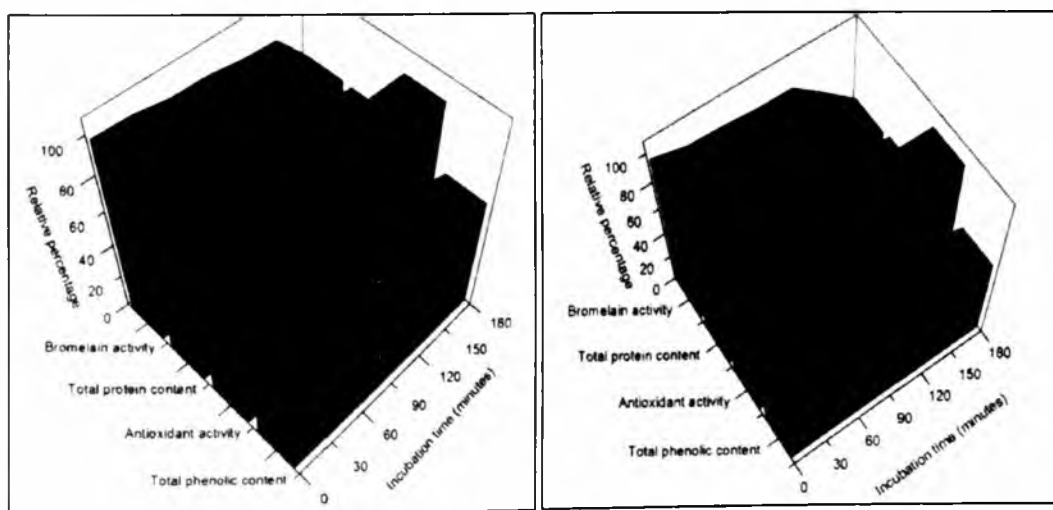 100
80
60
40
20
0
Relative percentage
Bromelain activity
Total protein content
Antioxidant activity
Total phenolic content
0
30
60
90
120
150
180
Incubation time (minutes)
100
80
60
40
20
0
Relative percentage
Bromelain activity
Total protein content
Antioxidant activity
Total phenolic content
0
30
60
90
120
150
180
Incubation time (minutes)